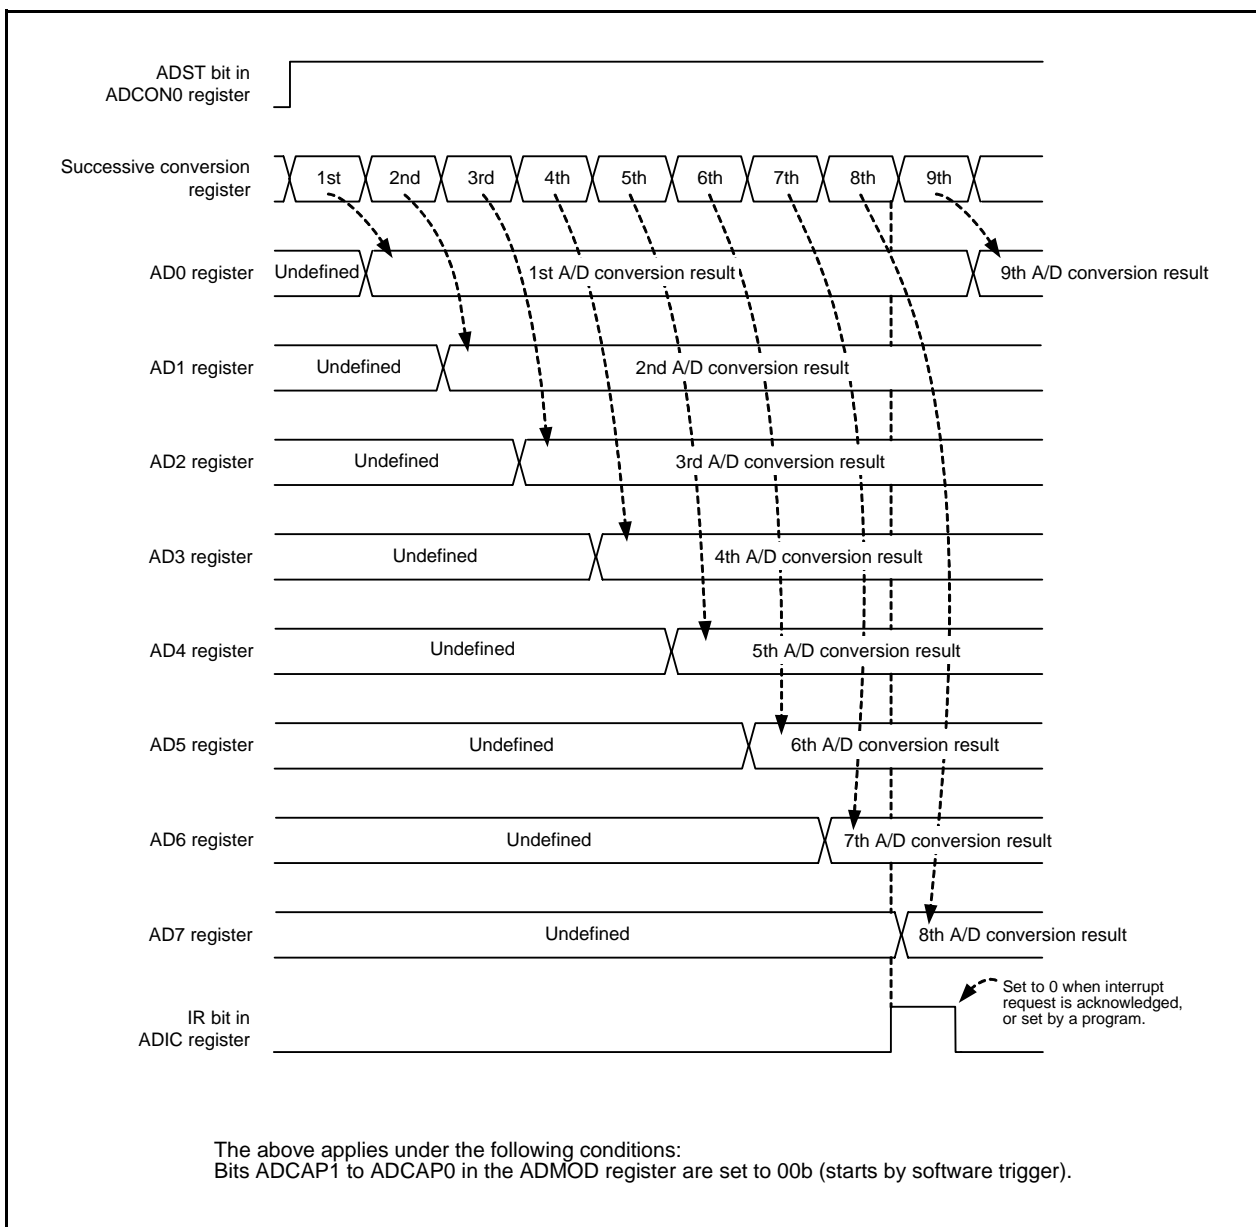 ADST bit in
ADCON0 register
Successive conversion
register
1st 2nd 3rd 4th 5th 6th 7th 8th 9th
AD0 register Undefined 1st A/D conversion result 9th A/D conversion result
AD1 register Undefined 2nd A/D conversion result
AD2 register Undefined 3rd A/D conversion result
AD3 register Undefined 4th A/D conversion result
AD4 register Undefined 5th A/D conversion result
AD5 register Undefined 6th A/D conversion result
AD6 register Undefined 7th A/D conversion result
AD7 register Undefined 8th A/D conversion result
IR bit in
ADIC register
Set to 0 when interrupt
request is acknowledged,
or set by a program.
The above applies under the following conditions:
Bits ADCAP1 to ADCAP0 in the ADMOD register are set to 00b (starts by software trigger).